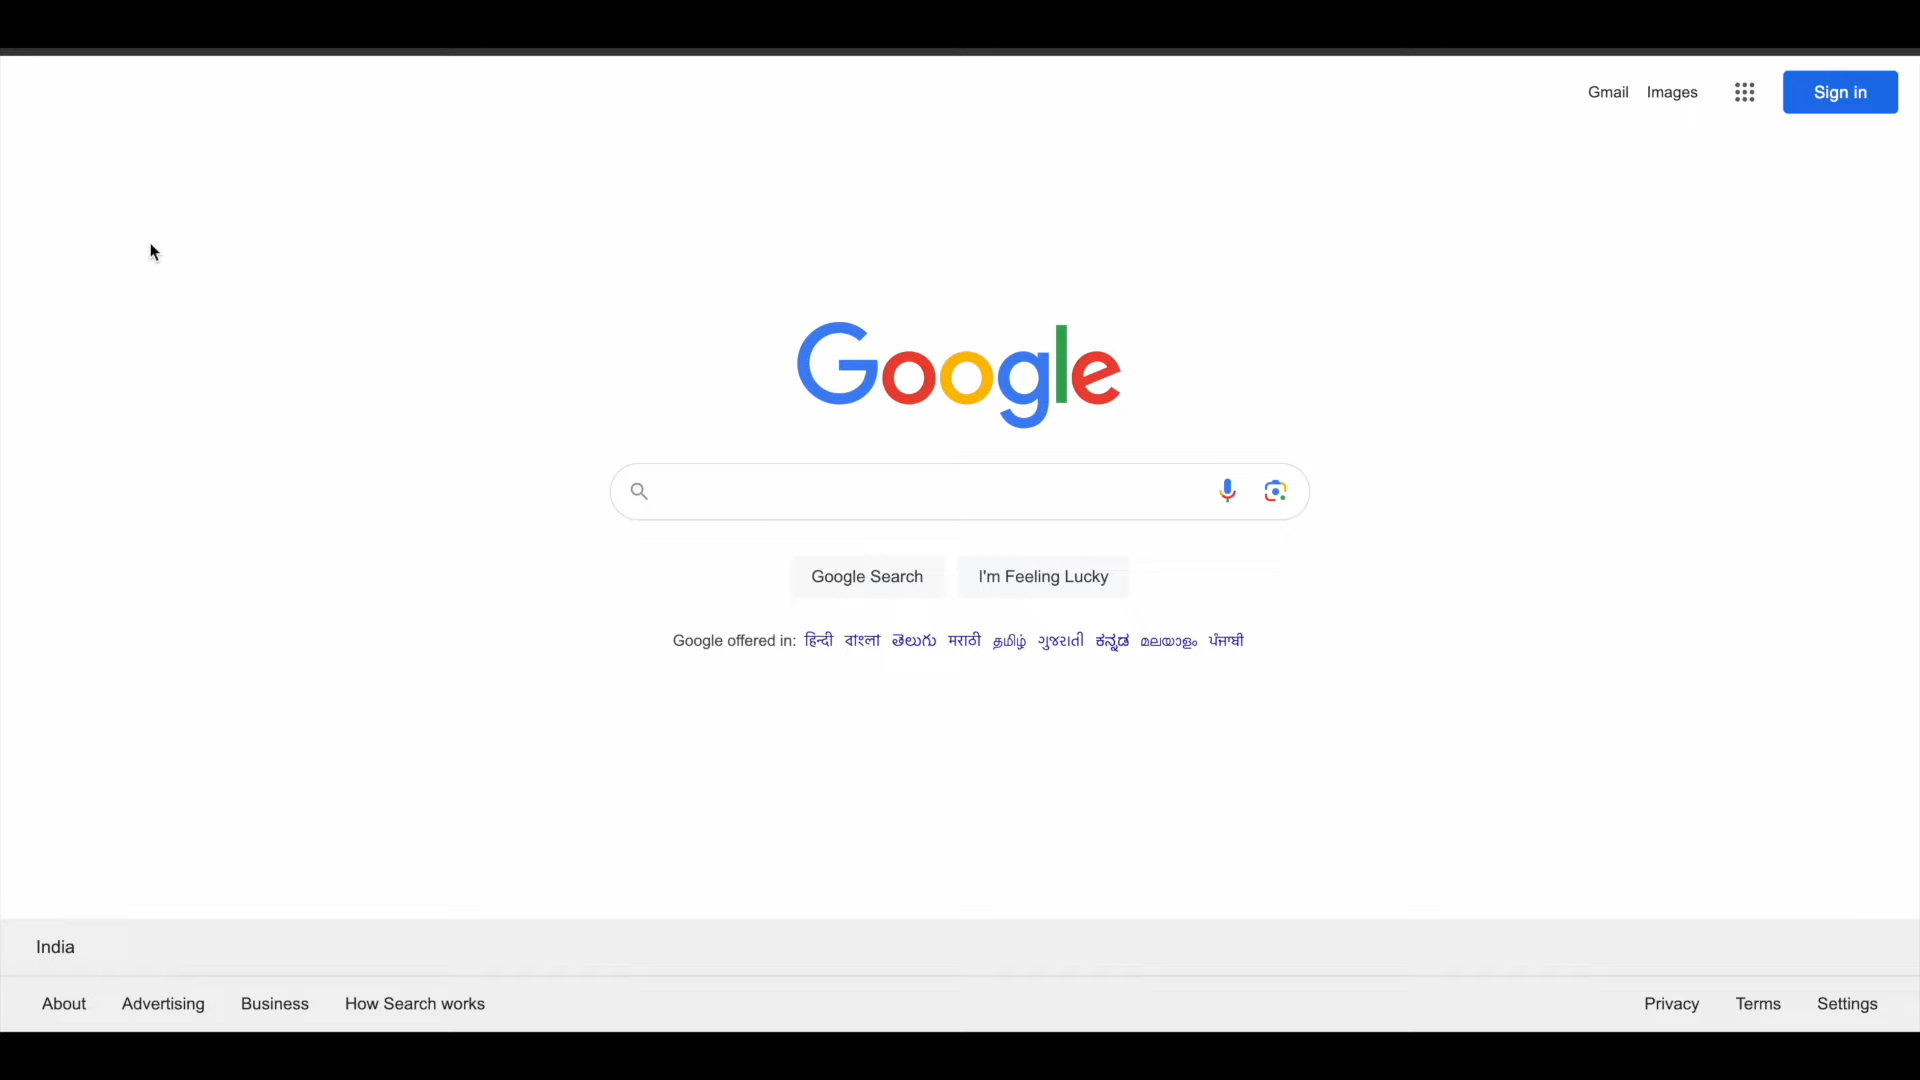 Gmail Images Sign in
Google
Google Search I'm Feeling Lucky
Google offered in: हिन्दी বাংলা తెలుగు मराठी தமிழ் ગુજરાતી ಕನ್ನಡ മലയാളം ਪੰਜਾਬੀ
India
About Advertising Business How Search works Privacy Terms Settings